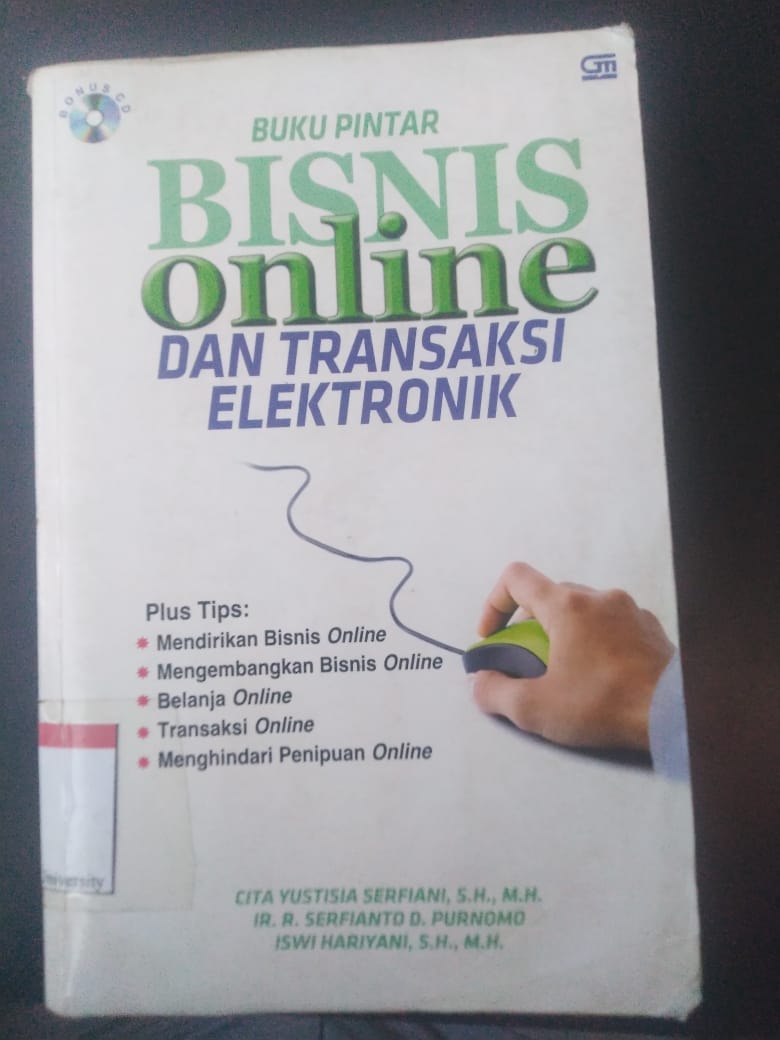 BONUS CD
GM
BUKU PINTAR
BISNIS
online
DAN TRANSAKSI
ELEKTRONIK
Plus Tips:
Mendirikan Bisnis Online
Mengembangkan Bisnis Online
Belanja Online
Transaksi Online
Menghindari Penipuan Online
University
CITA YUSTISIA SERFIANI, S.H., M.H.
IR. R. SERFIANTO D. PURNOMO
ISWI HARIYANI, S.H., M.H.